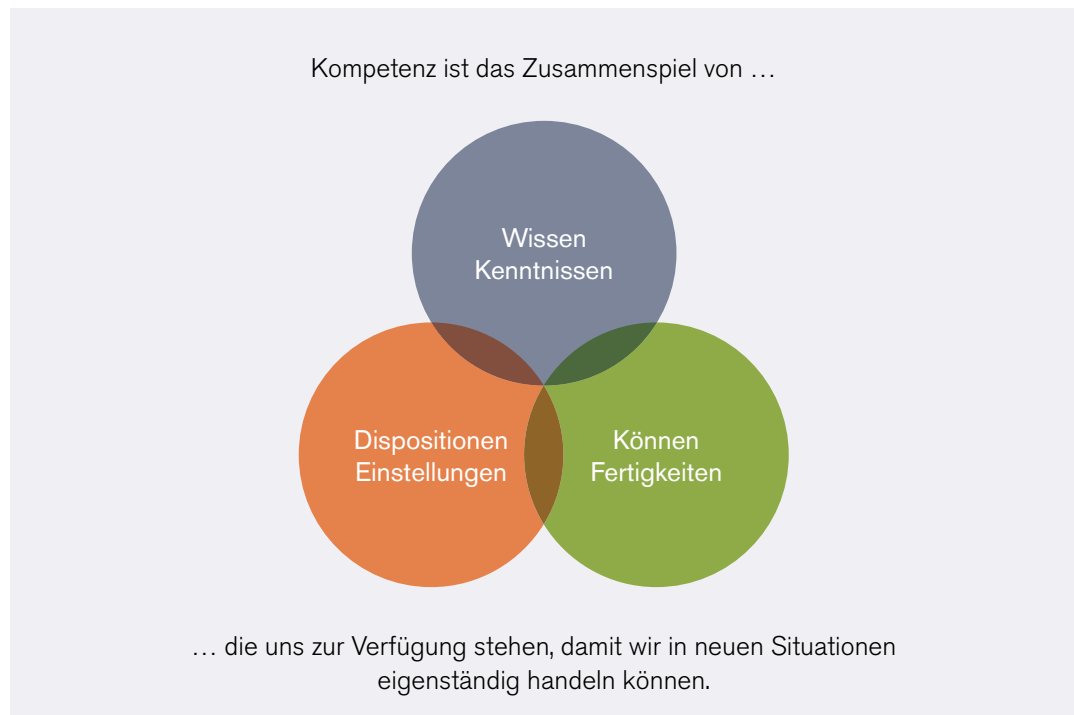 Kompetenz ist das Zusammenspiel von …
Wissen
Kenntnissen
Dispositionen
Einstellungen
Können
Fertigkeiten
… die uns zur Verfügung stehen, damit wir in neuen Situationen
eigenständig handeln können.